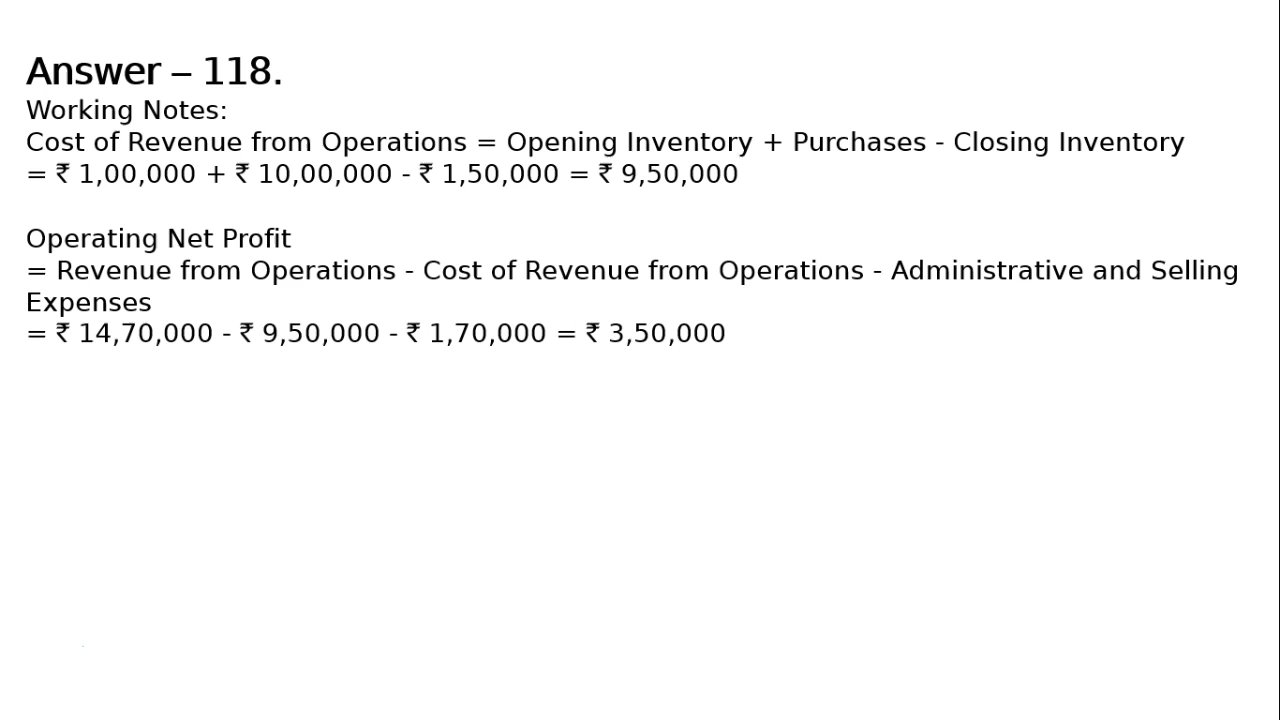 Answer – 118.
Working Notes:
Cost of Revenue from Operations = Opening Inventory + Purchases - Closing Inventory
= ₹ 1,00,000 + ₹ 10,00,000 - ₹ 1,50,000 = ₹ 9,50,000
Operating Net Profit
= Revenue from Operations - Cost of Revenue from Operations - Administrative and Selling
Expenses
= ₹ 14,70,000 - ₹ 9,50,000 - ₹ 1,70,000 = ₹ 3,50,000